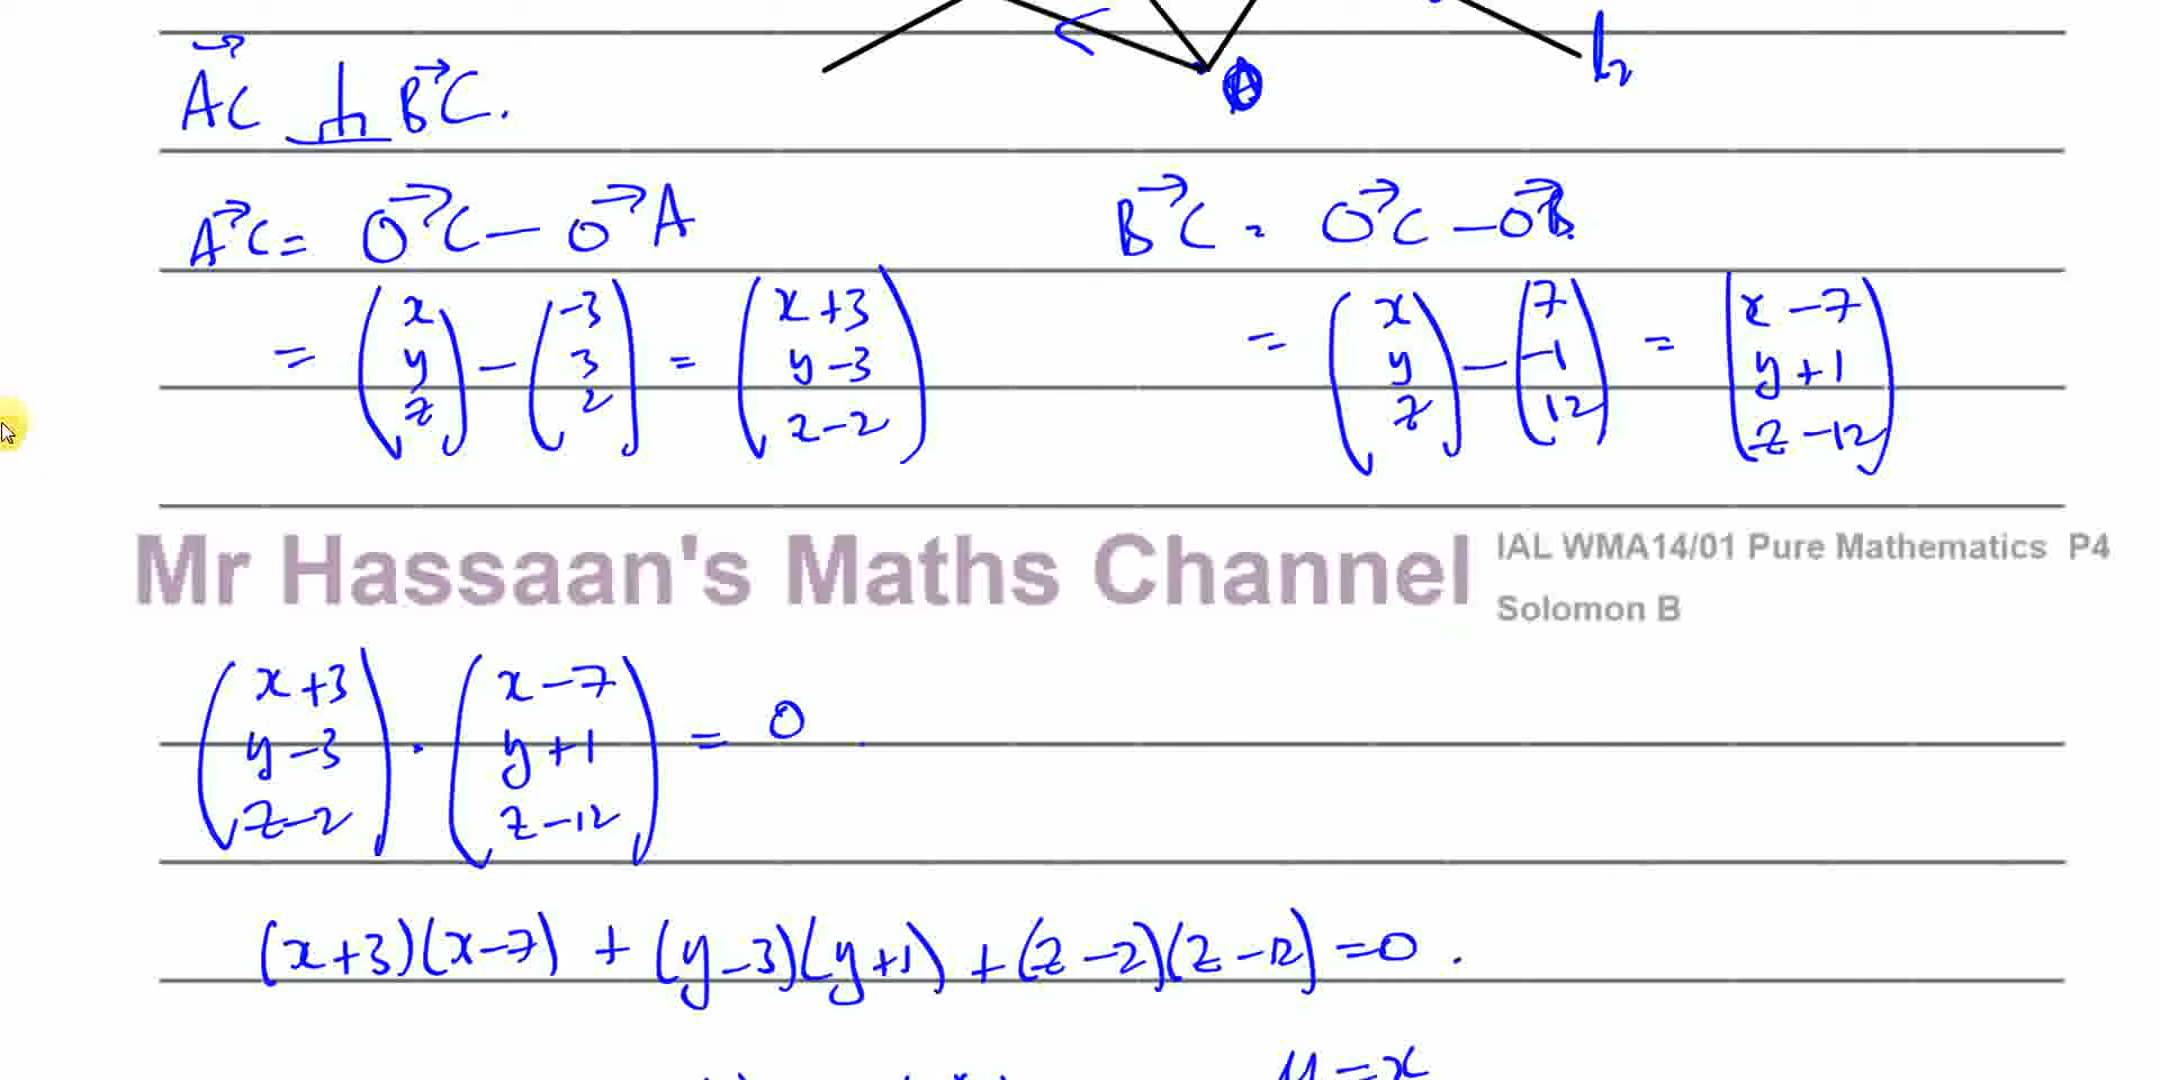 l₂
A
AC ⊥ BC.
AC = OC − OA
BC = OC − OB.
= (x y z) − (−3 3 2) = (x+3 y−3 z−2)
= (x y z) − (7 −1 12) = (x−7 y+1 z−12)
Mr Hassaan's Maths Channel
IAL WMA14/01 Pure Mathematics P4
Solomon B
(x+3 y−3 z−2) · (x−7 y+1 z−12) = 0
(x+3)(x−7) + (y−3)(y+1) + (z−2)(z−12) = 0.